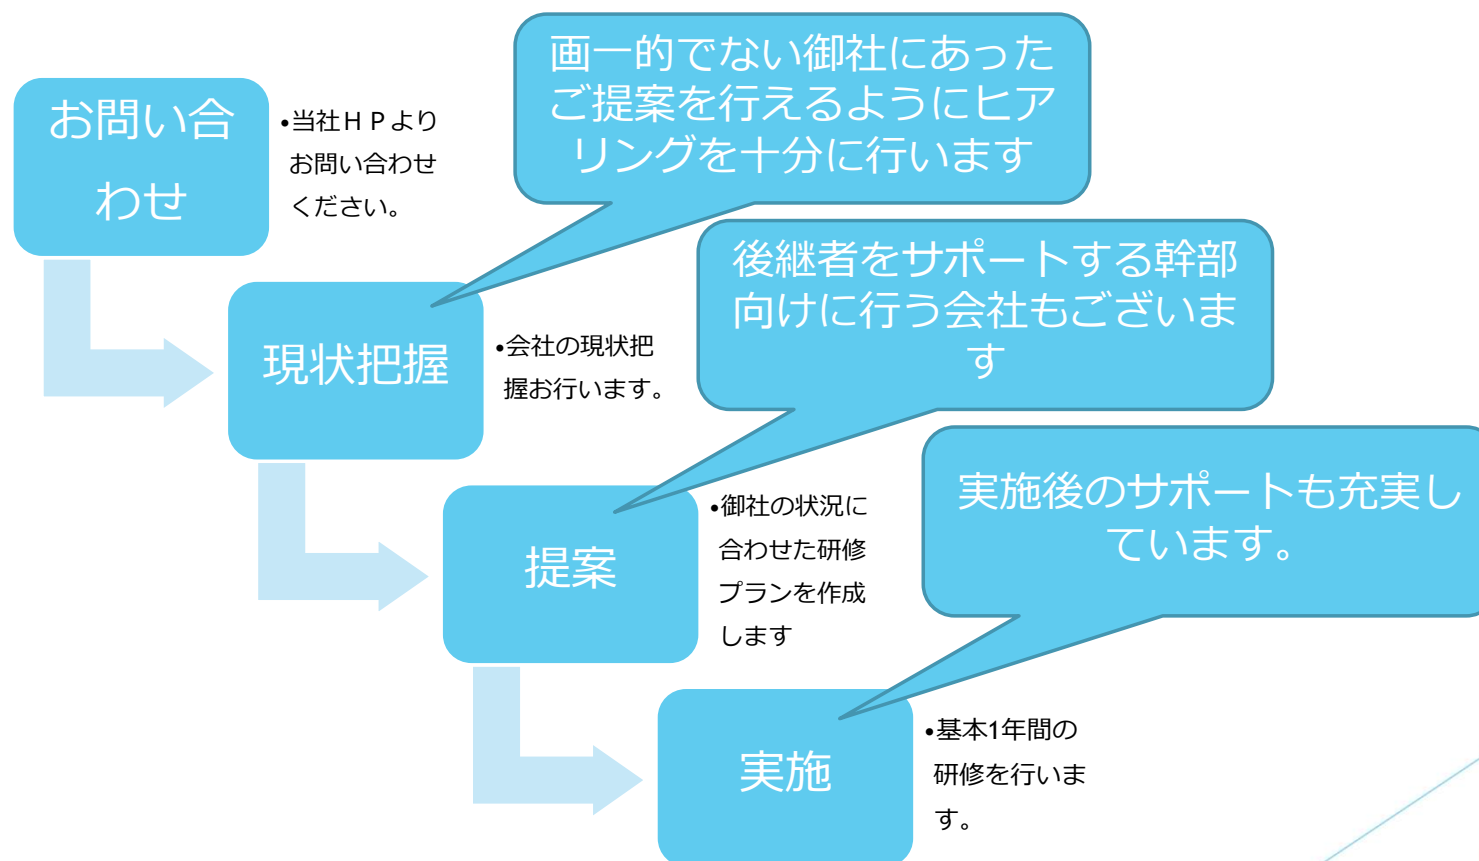 お問い合
わせ
•当社ＨＰより
お問い合わせ
ください。
画一的でない御社にあった
ご提案を行えるようにヒア
リングを十分に行います
現状把握
•会社の現状把
握お行います。
後継者をサポートする幹部
向けに行う会社もございま
す
提案
•御社の状況に
合わせた研修
プランを作成
します
実施後のサポートも充実し
ています。
実施
•基本1年間の
研修を行いま
す。